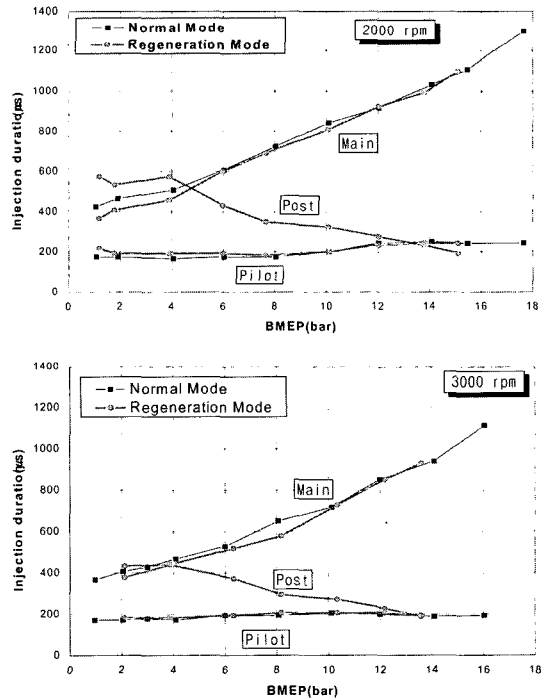 1400
1200
1000
800
600
400
200
0
Injection duration(μs)
Normal Mode
Regeneration Mode
2000 rpm
Main
Post
Pilot
0 2 4 6 8 10 12 14 16 18
BMEP(bar)
1400
1200
1000
800
600
400
200
0
Injection duration(μs)
Normal Mode
Regeneration Mode
3000 rpm
Main
Post
Pilot
0 2 4 6 8 10 12 14 16 18
BMEP(bar)